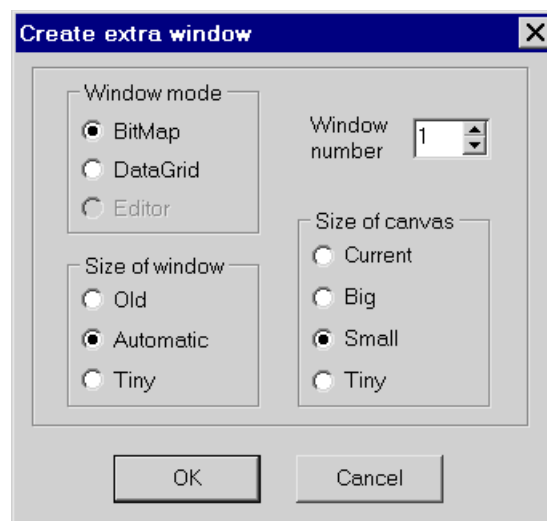 Create extra window
Window mode
BitMap
DataGrid
Editor
Window
number
1
Size of window
Old
Automatic
Tiny
Size of canvas
Current
Big
Small
Tiny
OK
Cancel